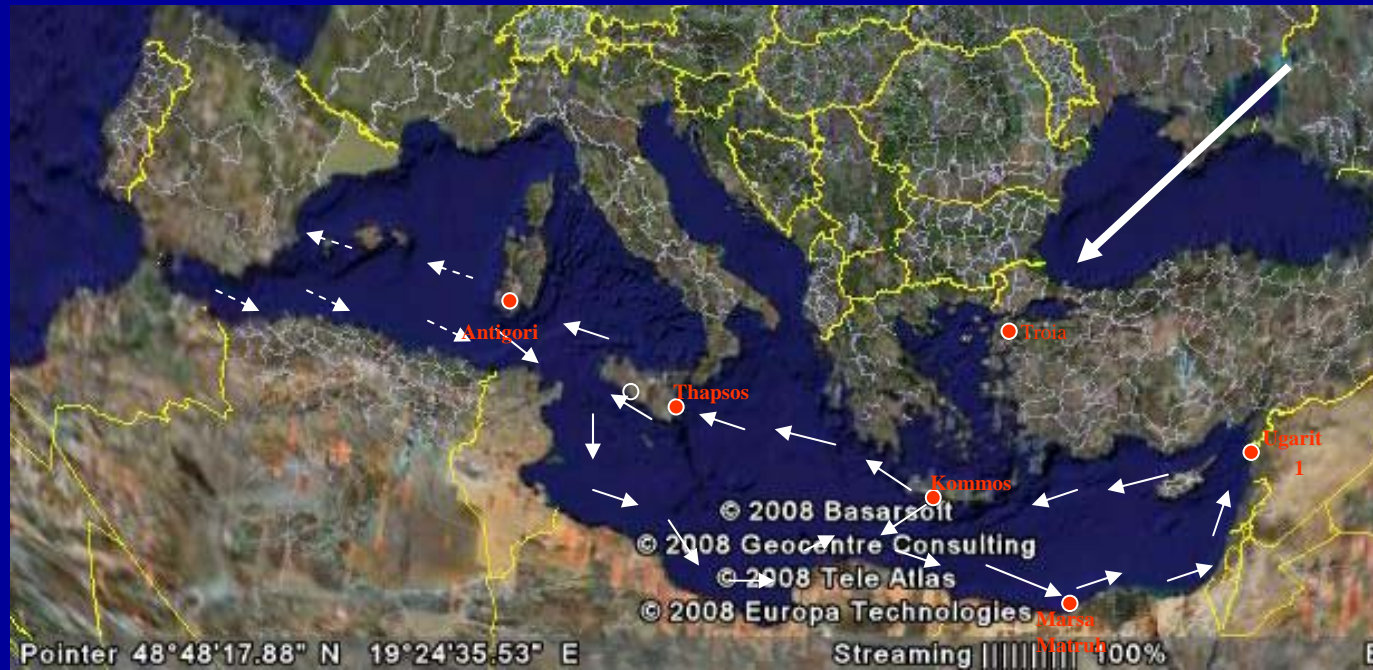 Antigori
Troia
Thapsos
Ugarit
1
Kommos
© 2008 Basarsoft
© 2008 Geocentre Consulting
© 2008 Tele Atlas
© 2008 Europa Technologies
Marsa
Matruh
Pointer 48°48'17.88" N 19°24'35.53" E
Streaming |||||||||| 100%
E